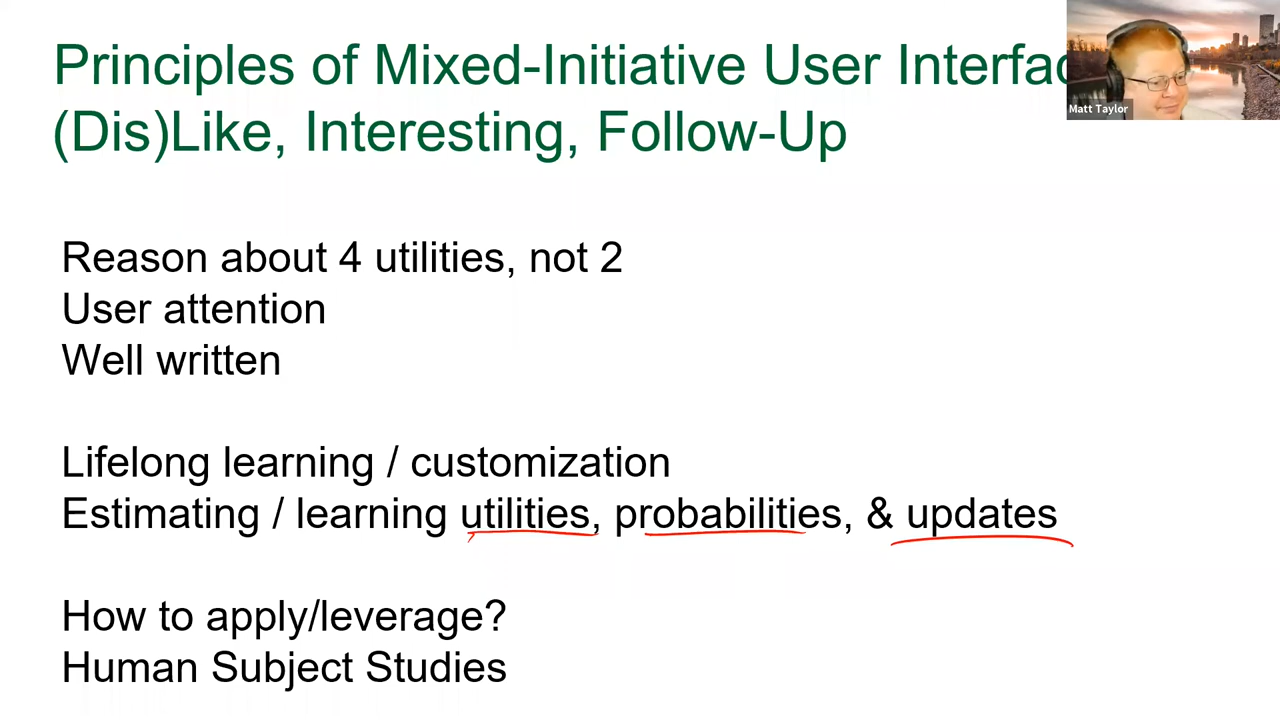 Principles of Mixed-Initiative User Interfac
(Dis)Like, Interesting, Follow-Up
Matt Taylor
Reason about 4 utilities, not 2
User attention
Well written
Lifelong learning / customization
Estimating / learning utilities, probabilities, & updates
How to apply/leverage?
Human Subject Studies